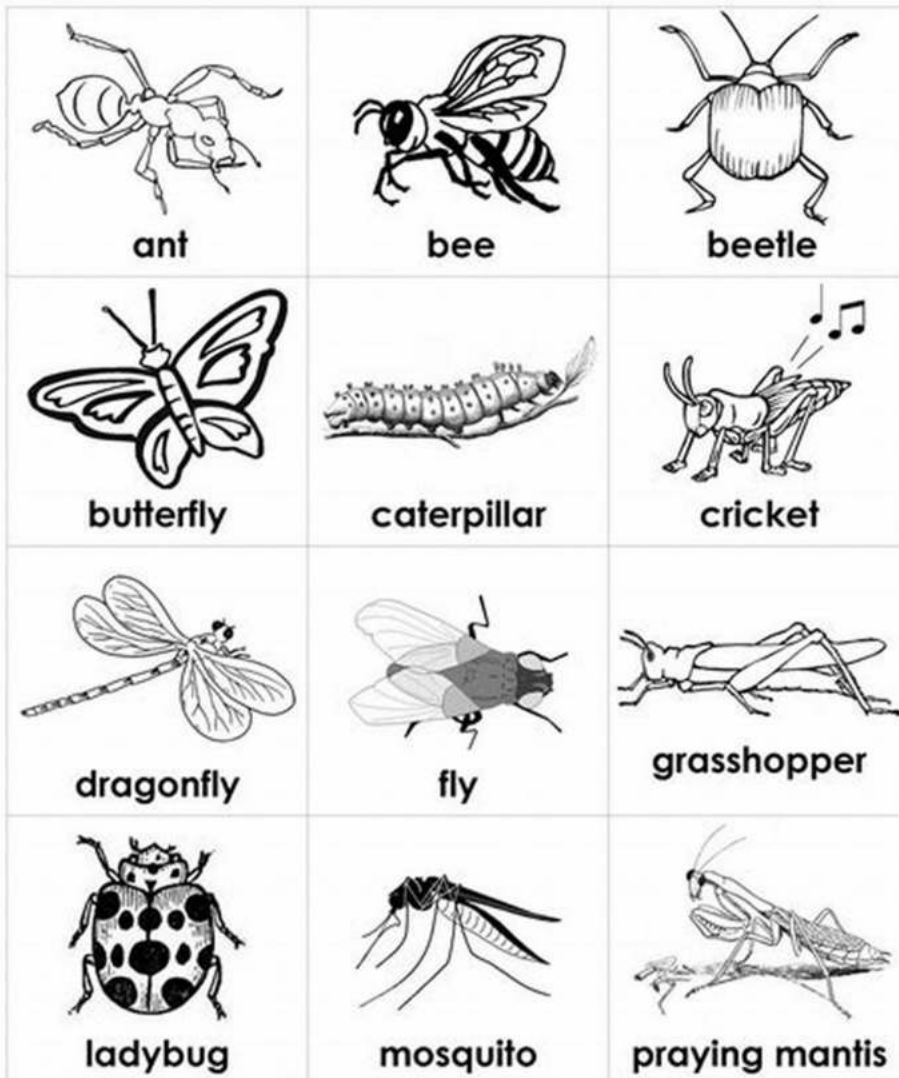 ant
bee
beetle
butterfly
caterpillar
cricket
dragonfly
fly
grasshopper
ladybug
mosquito
praying mantis